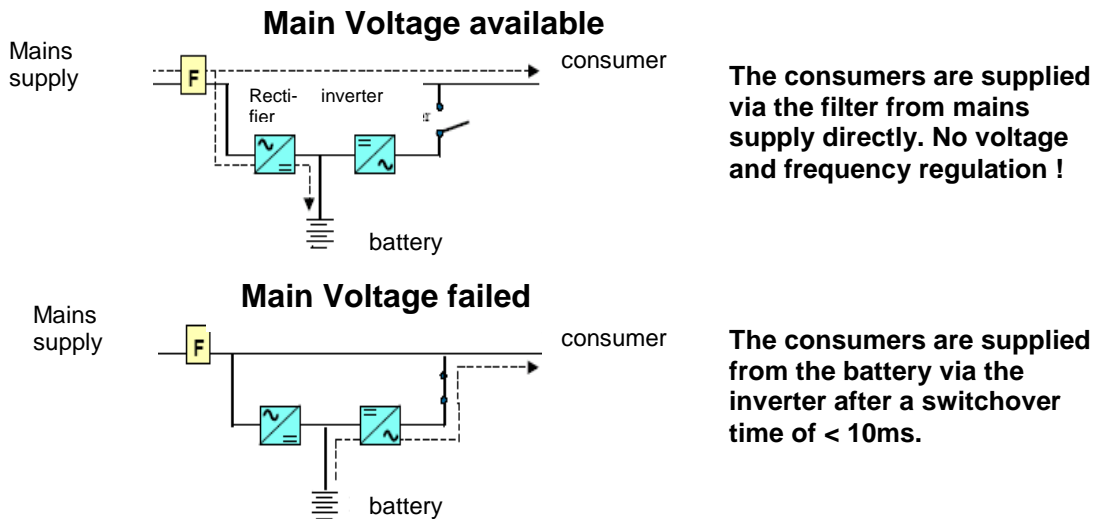 Main Voltage available
Mains
supply
F
Recti-
fier
inverter
consumer
battery
The consumers are supplied
via the filter from mains
supply directly. No voltage
and frequency regulation !
Main Voltage failed
Mains
supply
F
consumer
battery
The consumers are supplied
from the battery via the
inverter after a switchover
time of < 10ms.